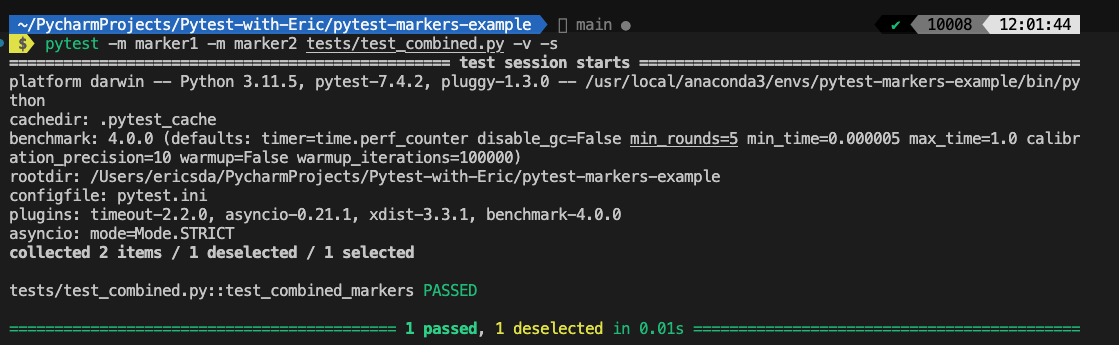 ~/PycharmProjects/Pytest-with-Eric/pytest-markers-example main ● ✔ 10008 12:01:44
$ pytest -m marker1 -m marker2 tests/test_combined.py -v -s
================================================ test session starts ================================================
platform darwin -- Python 3.11.5, pytest-7.4.2, pluggy-1.3.0 -- /usr/local/anaconda3/envs/pytest-markers-example/bin/py
thon
cachedir: .pytest_cache
benchmark: 4.0.0 (defaults: timer=time.perf_counter disable_gc=False min_rounds=5 min_time=0.000005 max_time=1.0 calibr
ation_precision=10 warmup=False warmup_iterations=100000)
rootdir: /Users/ericsda/PycharmProjects/Pytest-with-Eric/pytest-markers-example
configfile: pytest.ini
plugins: timeout-2.2.0, asyncio-0.21.1, xdist-3.3.1, benchmark-4.0.0
asyncio: mode=Mode.STRICT
collected 2 items / 1 deselected / 1 selected
tests/test_combined.py::test_combined_markers PASSED
=========================================== 1 passed, 1 deselected in 0.01s ===========================================